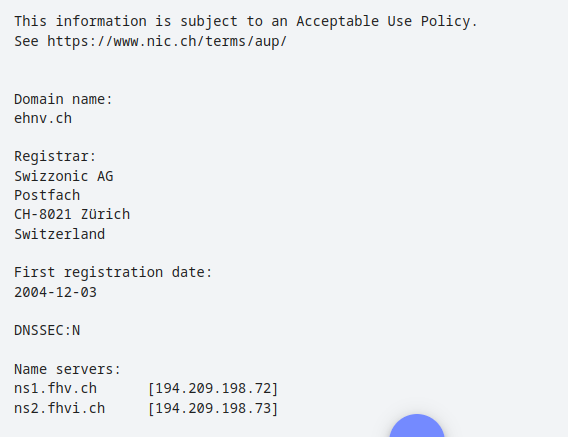 This information is subject to an Acceptable Use Policy.
See https://www.nic.ch/terms/aup/
Domain name:
ehnv.ch
Registrar:
Swizzonic AG
Postfach
CH-8021 Zürich
Switzerland
First registration date:
2004-12-03
DNSSEC:N
Name servers:
ns1.fhv.ch [194.209.198.72]
ns2.fhvi.ch [194.209.198.73]